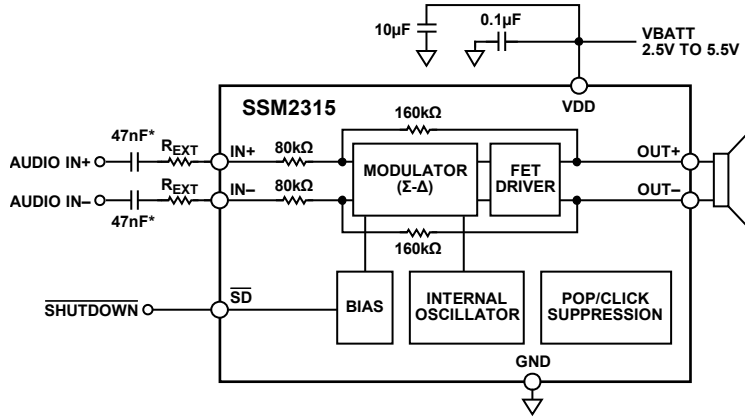 10µF
0.1µF
VBATT
2.5V TO 5.5V
VDD
SSM2315
160kΩ
47nF*
REXT
AUDIO IN+
IN+
80kΩ
MODULATOR
(Σ-Δ)
FET
DRIVER
OUT+
AUDIO IN–
REXT
IN–
80kΩ
OUT–
47nF*
160kΩ
SHUTDOWN
SD
BIAS
INTERNAL
OSCILLATOR
POP/CLICK
SUPPRESSION
GND